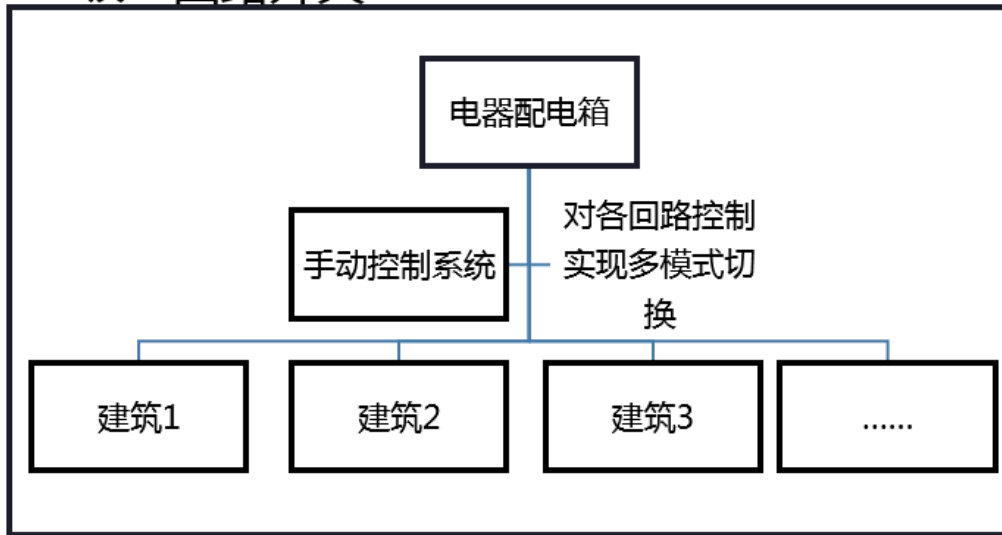 电器配电箱
手动控制系统
对各回路控制
实现多模式切
换
建筑1
建筑2
建筑3
......